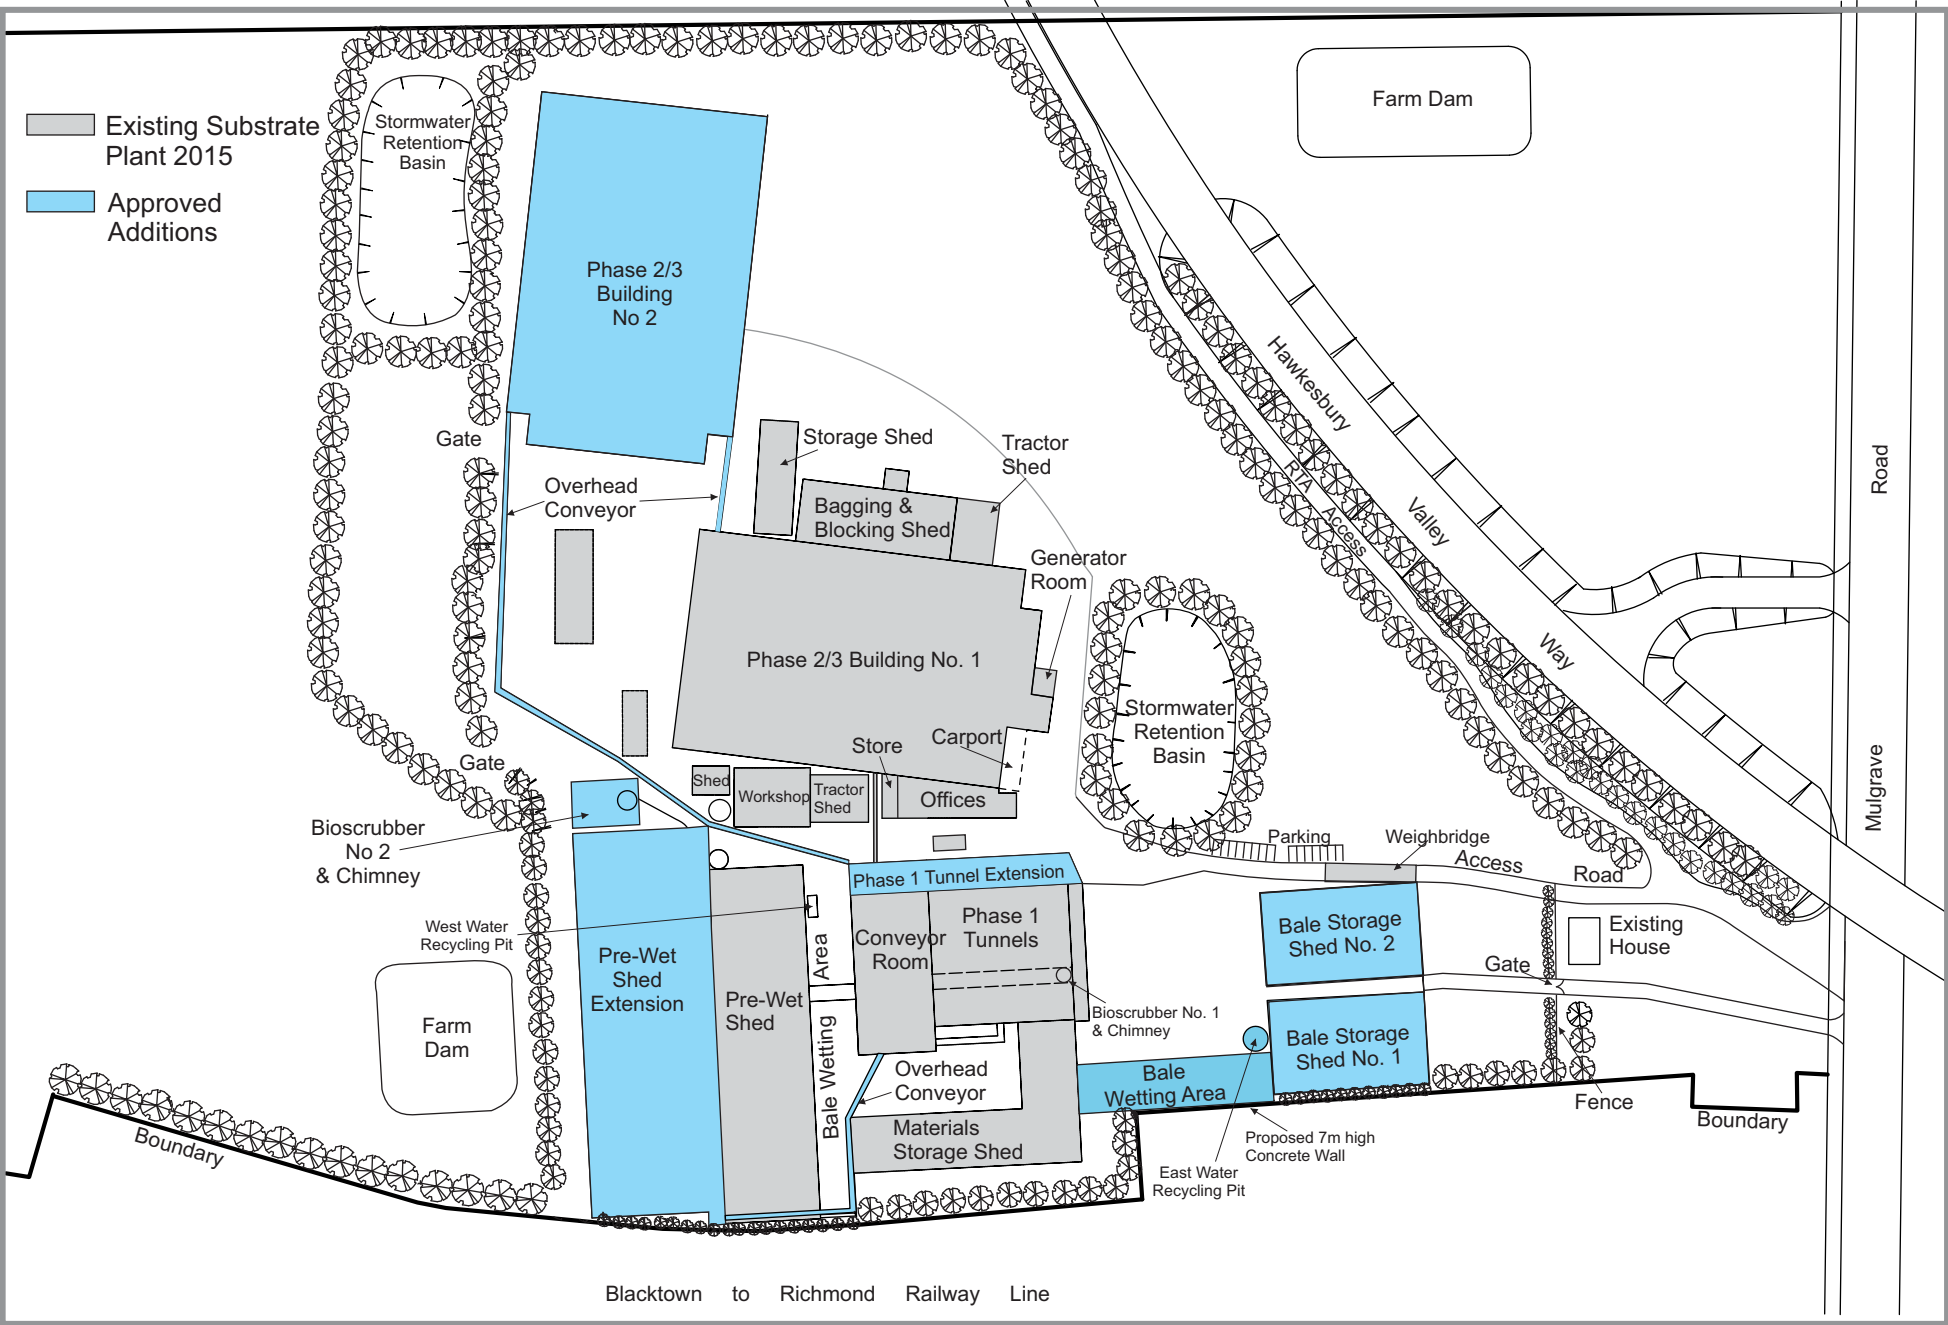 Existing Substrate
Plant 2015
Approved
Additions
Stormwater
Retention
Basin
Farm Dam
Phase 2/3
Building
No 2
Hawkesbury
Valley
Way
RTA
Access
Road
Mulgrave
Gate
Storage Shed
Tractor
Shed
Overhead
Conveyor
Bagging &
Blocking Shed
Generator
Room
Phase 2/3 Building No. 1
Stormwater
Retention
Basin
Store
Carport
Gate
Shed
Workshop
Tractor
Shed
Offices
Bioscrubber
No 2
& Chimney
Parking
Weighbridge
Access
Road
Phase 1 Tunnel Extension
West Water
Recycling Pit
Area
Bale Wetting
Conveyor
Room
Phase 1
Tunnels
Bale Storage
Shed No. 2
Existing
House
Gate
Pre-Wet
Shed
Extension
Pre-Wet
Shed
Farm
Dam
Bioscrubber No. 1
& Chimney
Bale Storage
Shed No. 1
Overhead
Conveyor
Bale
Wetting Area
Fence
Boundary
Boundary
Materials
Storage Shed
Proposed 7m high
Concrete Wall
East Water
Recycling Pit
Blacktown to Richmond Railway Line